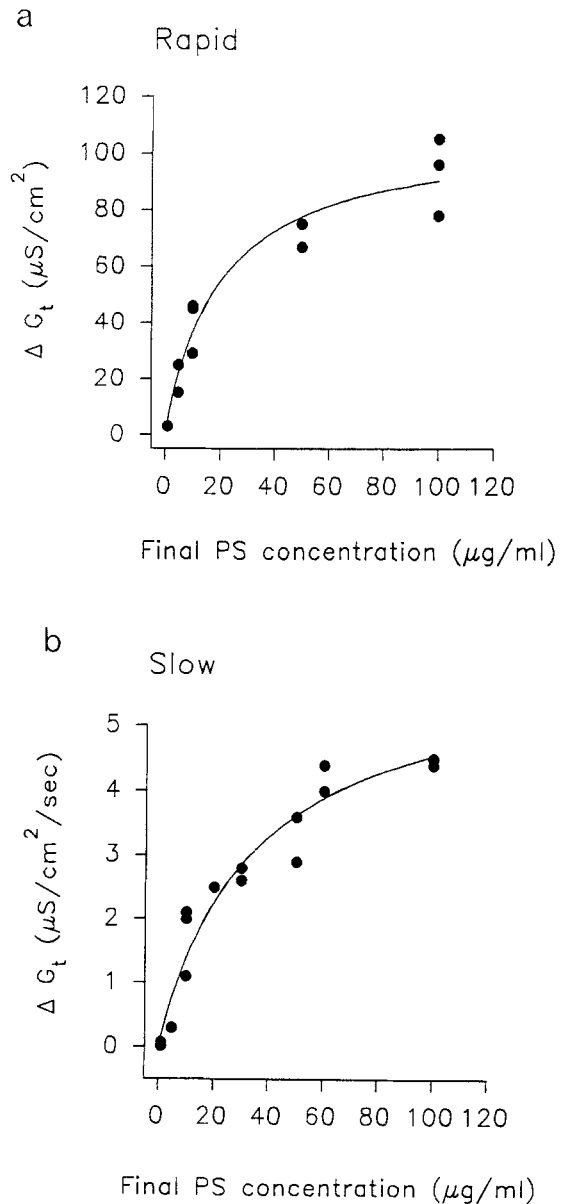 a
Rapid
120
100
80
60
40
20
0
Δ G_t (μS/cm²)
0 20 40 60 80 100 120
Final PS concentration (μg/ml)
b
Slow
5
4
3
2
1
0
Δ G_t (μS/cm²/sec)
0 20 40 60 80 100 120
Final PS concentration (μg/ml)